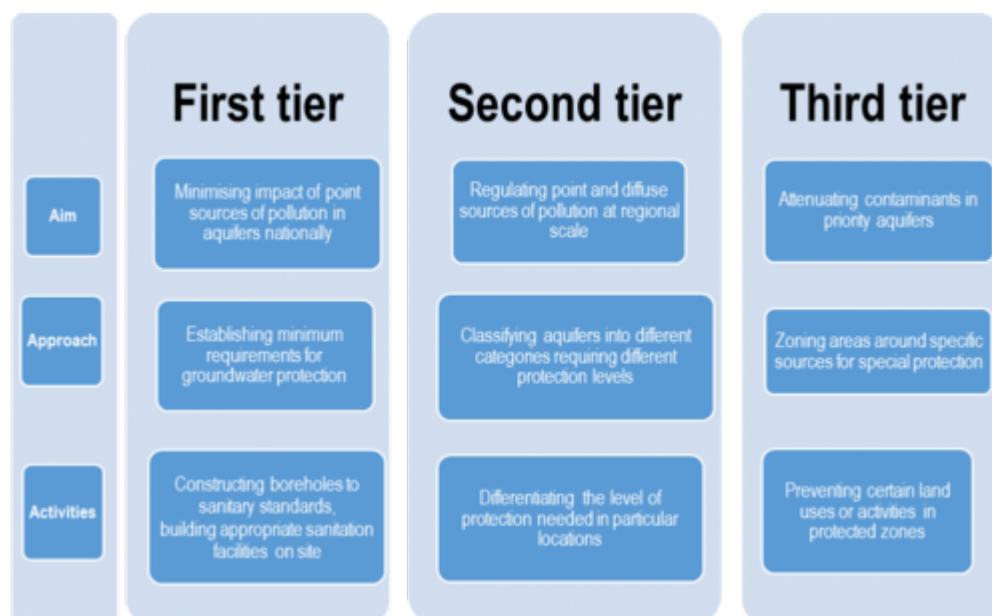 First tier
Second tier
Third tier
Aim
Minimising impact of point
sources of pollution in
aquifers nationally
Regulating point and diffuse
sources of pollution at regional
scale
Attenuating contaminants in
priority aquifers
Approach
Establishing minimum
requirements for
groundwater protection
Classifying aquifers into different
categories requiring different
protection levels
Zoning areas around specific
sources for special protection
Activities
Constructing boreholes to
sanitary standards,
building appropriate sanitation
facilities on site
Differentiating the level of
protection needed in particular
locations
Preventing certain land
uses or activities in
protected zones